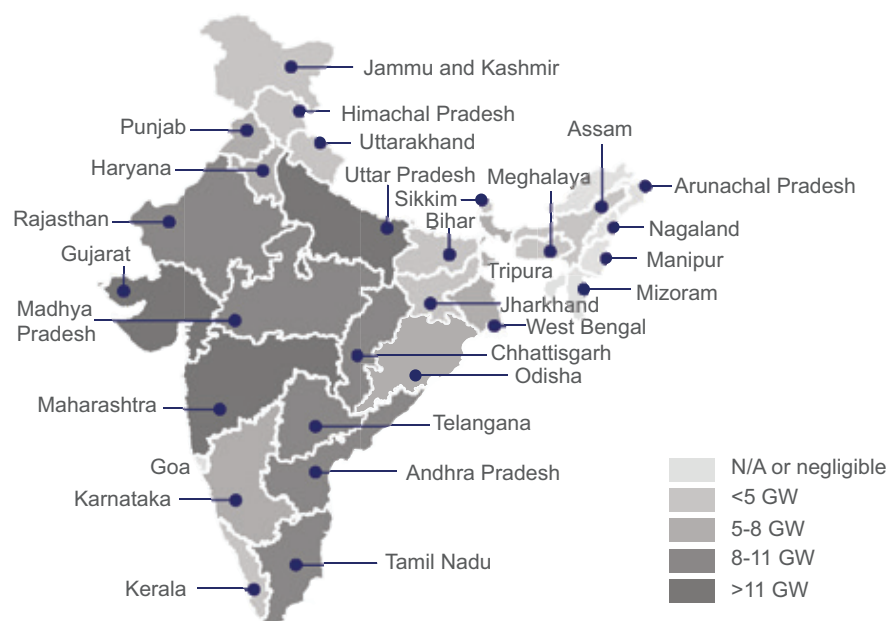 Jammu and Kashmir
Himachal Pradesh
Punjab
Uttarakhand
Assam
Haryana
Uttar Pradesh
Meghalaya
Arunachal Pradesh
Sikkim
Bihar
Rajasthan
Nagaland
Gujarat
Tripura
Manipur
Mizoram
Madhya
Pradesh
Jharkhand
West Bengal
Chhattisgarh
Odisha
Maharashtra
Telangana
Goa
Andhra Pradesh
Karnataka
Tamil Nadu
Kerala
N/A or negligible
<5 GW
5-8 GW
8-11 GW
>11 GW